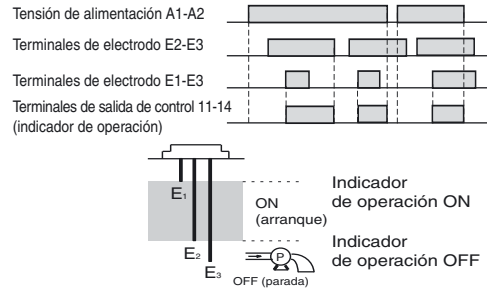 Tensión de alimentación A1-A2
Terminales de electrodo E2-E3
Terminales de electrodo E1-E3
Terminales de salida de control 11-14
(indicador de operación)
E1
E2
E3
ON
(arranque)
Indicador
de operación ON
P
OFF (parada)
Indicador
de operación OFF